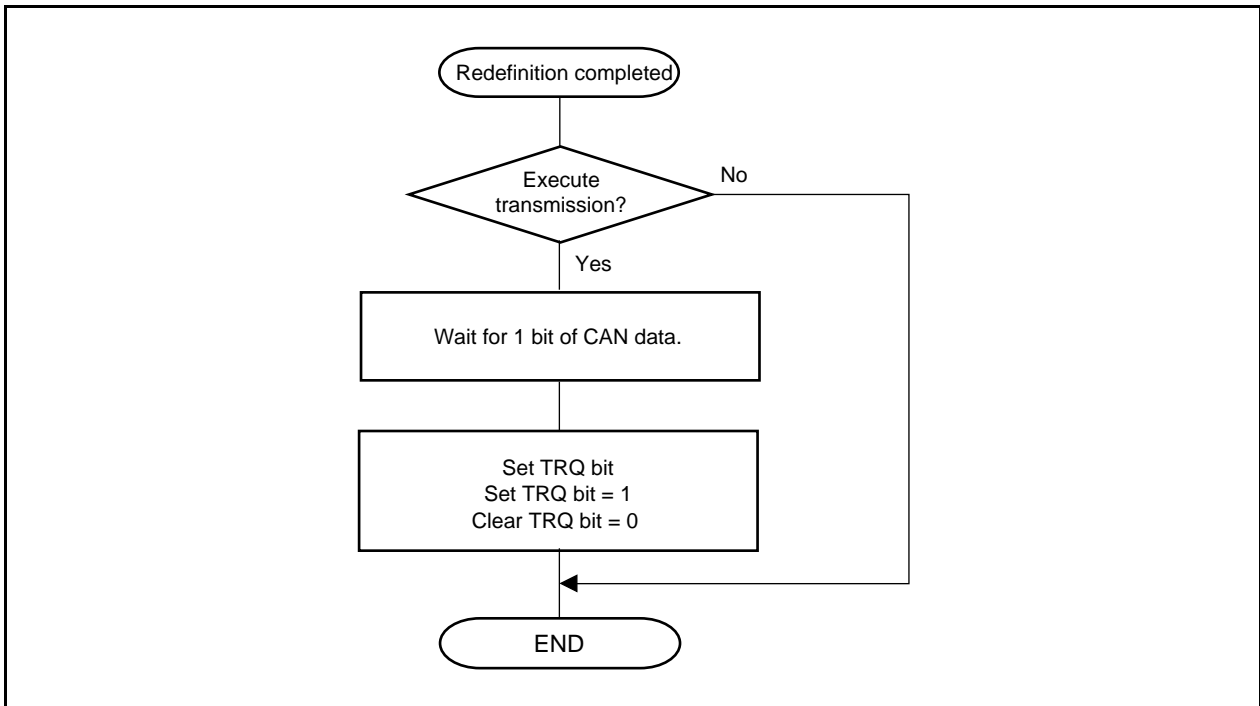 Redefinition completed
Execute
transmission?
No
Yes
Wait for 1 bit of CAN data.
Set TRQ bit
Set TRQ bit = 1
Clear TRQ bit = 0
END